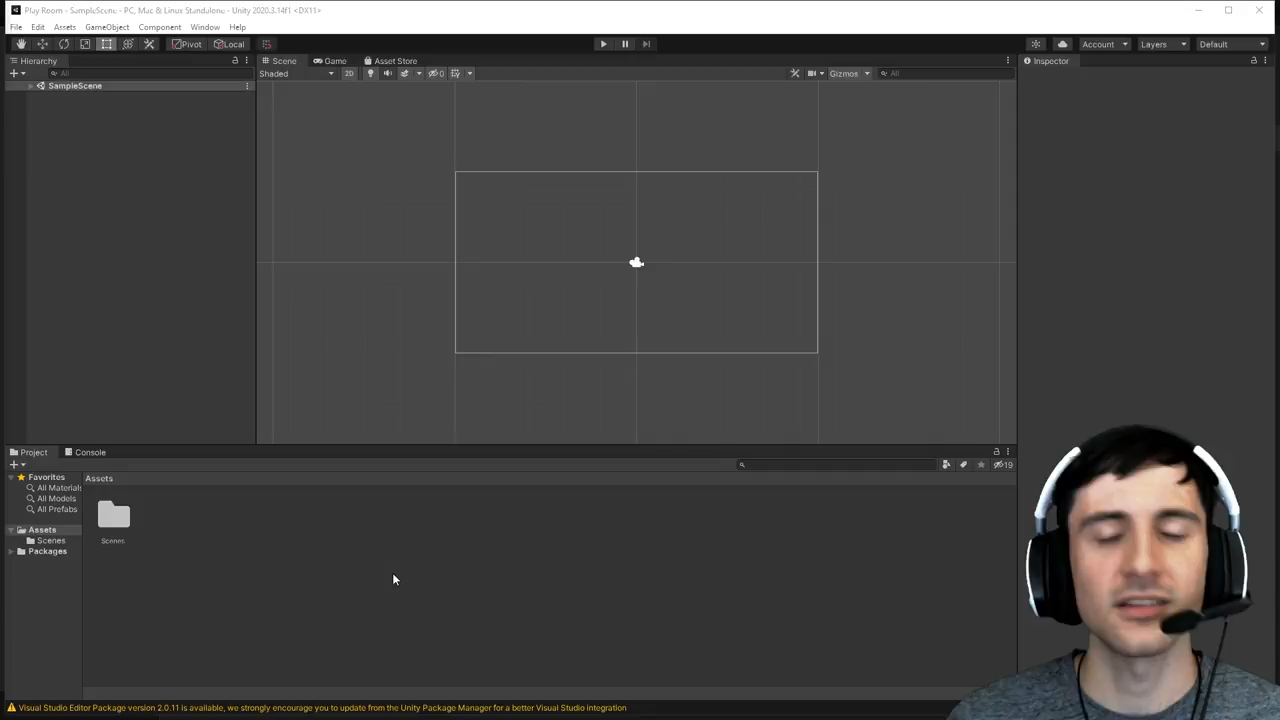 Play Room - SampleScene - PC, Mac & Linux Standalone - Unity 2020.3.14f1 <DX11>
File Edit Assets GameObject Component Window Help
Pivot Local Account Layers Default
Hierarchy Scene Game Asset Store Inspector
All Shaded 2D 0 Gizmos All
SampleScene
Project Console
19
Favorites Assets
All Materials
All Models
All Prefabs
Assets
Scenes Scenes
Packages
Visual Studio Editor Package version 2.0.11 is available, we strongly encourage you to update from the Unity Package Manager for a better Visual Studio integration